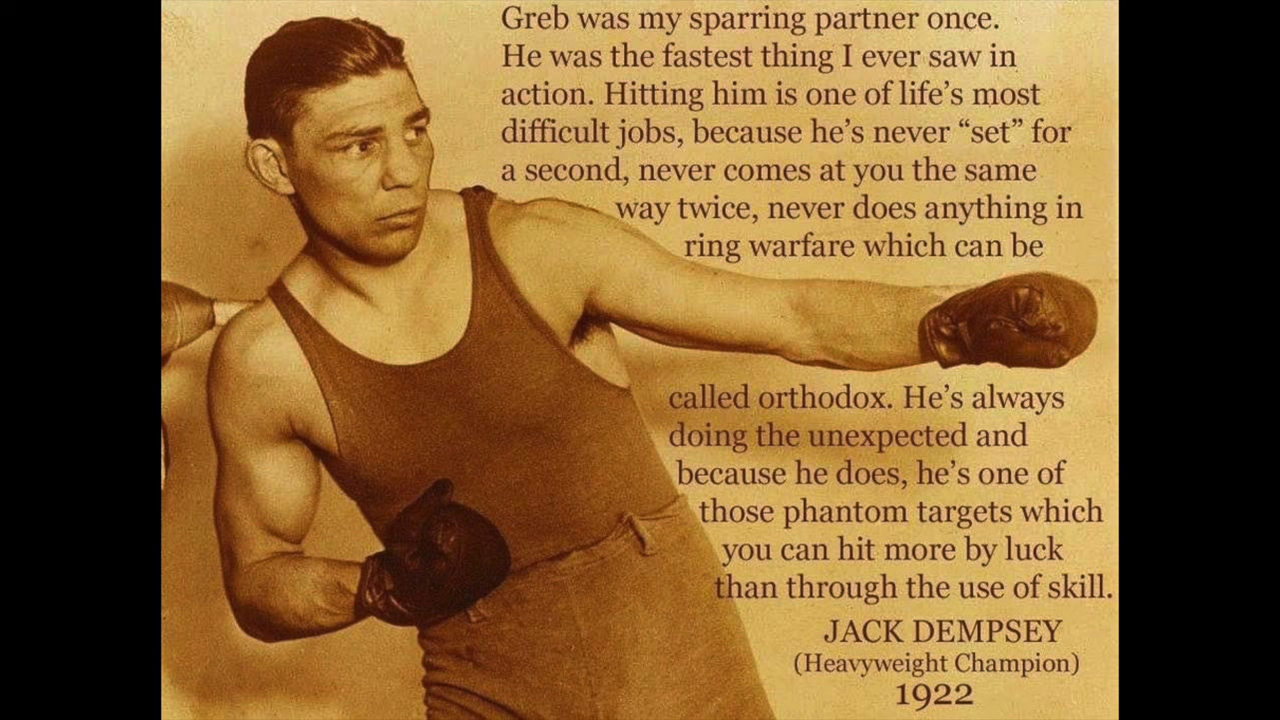 Greb was my sparring partner once.
He was the fastest thing I ever saw in
action. Hitting him is one of life’s most
difficult jobs, because he’s never “set” for
a second, never comes at you the same
way twice, never does anything in
ring warfare which can be
called orthodox. He’s always
doing the unexpected and
because he does, he’s one of
those phantom targets which
you can hit more by luck
than through the use of skill.
JACK DEMPSEY
(Heavyweight Champion)
1922